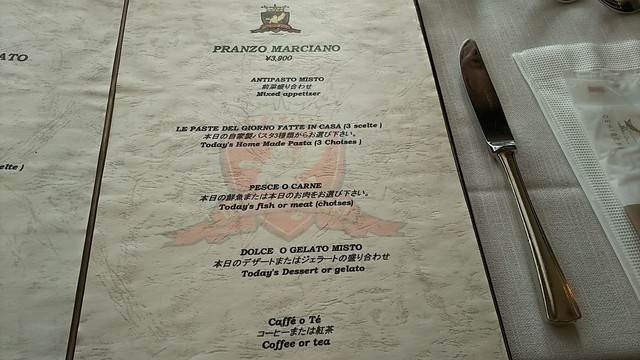 PRANZO MARCIANO
¥3,800
ANTIPASTO MISTO
前菜盛り合わせ
Mixed appetizer
LE PASTE DEL GIORNO FATTE IN CASA (3 scelte )
本日の自家製パスタ3種類からお選び下さい。
Today's Home Made Pasta (3 Choises )
PESCE O CARNE
本日の鮮魚または本日のお肉をお選び下さい。
Today's fish or meat (choises)
DOLCE O GELATO MISTO
本日のデザートまたはジェラートの盛り合わせ
Today's Dessert or gelato
Caffé o Té
コーヒーまたは紅茶
Coffee or tea